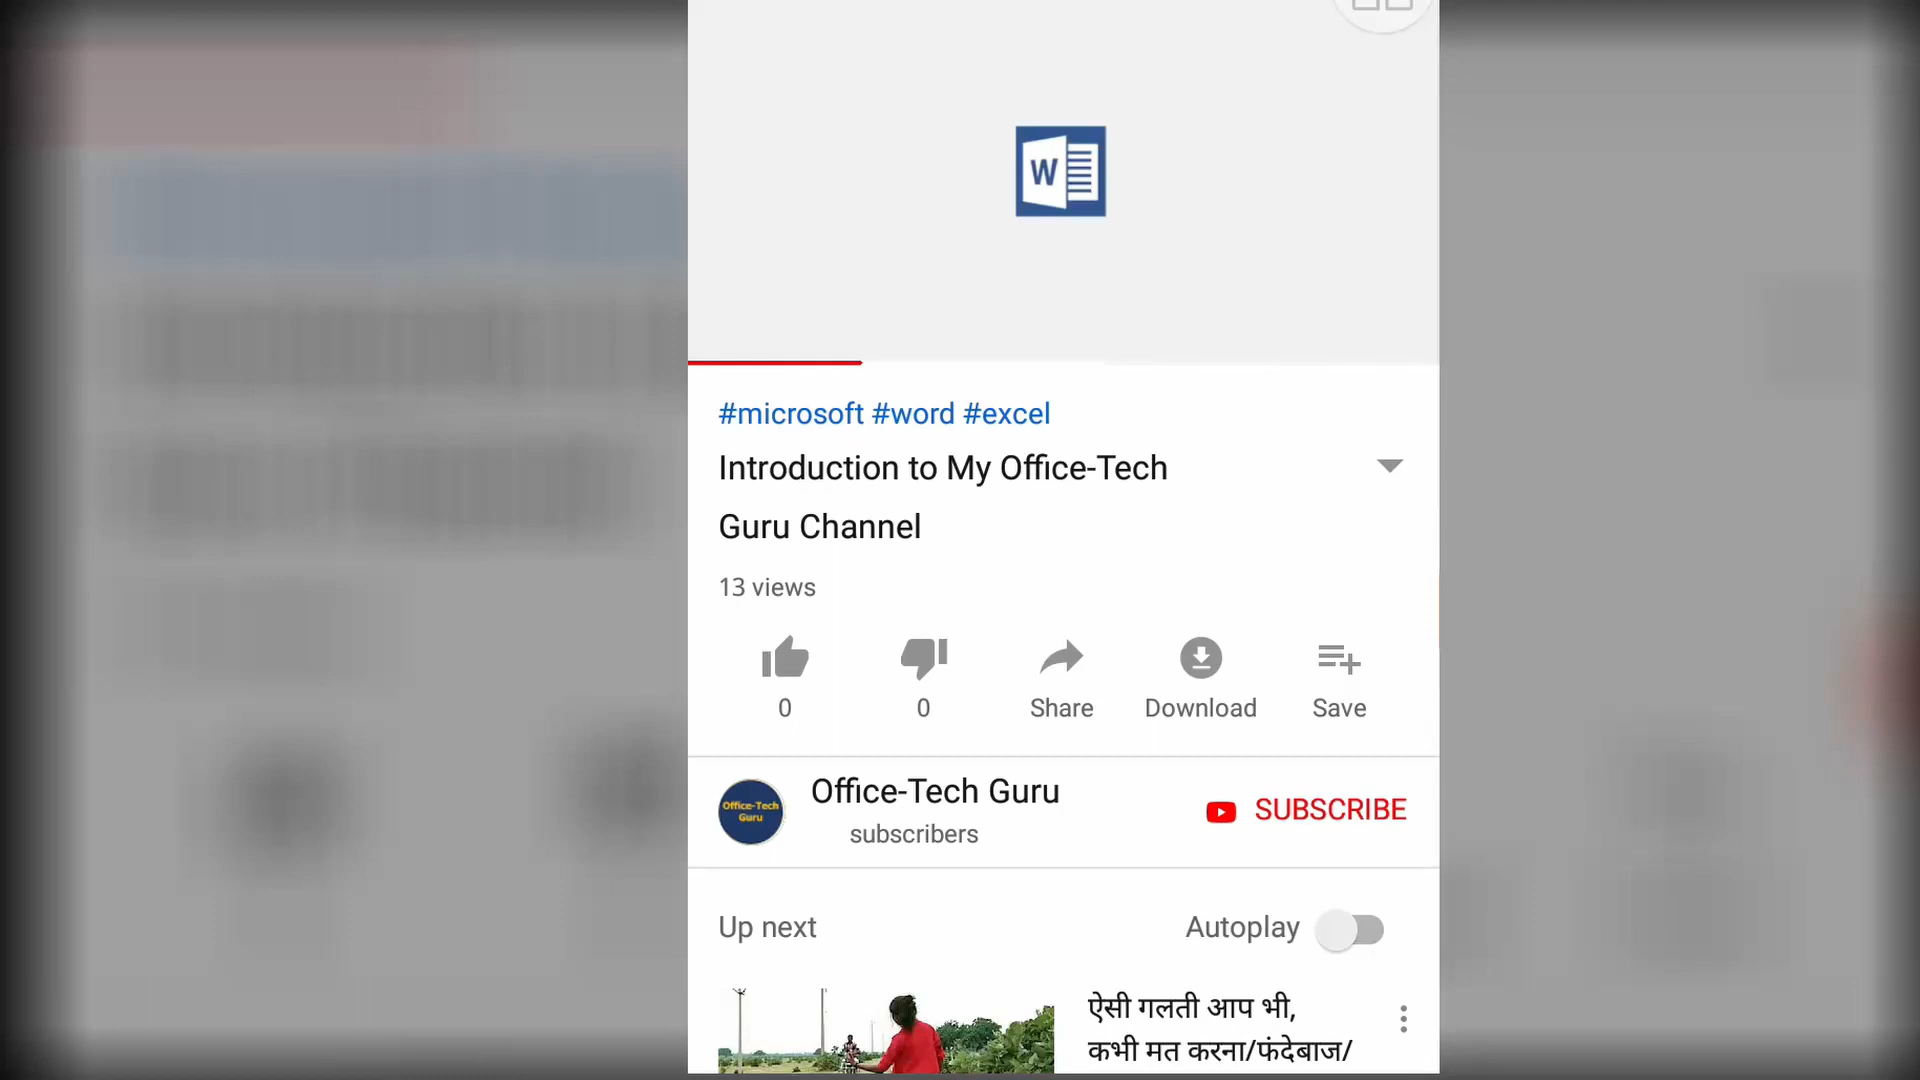 W
#microsoft #word #excel
Introduction to My Office-Tech
Guru Channel
13 views
0
0
Share
Download
Save
Office-Tech
Guru
Office-Tech Guru
subscribers
SUBSCRIBE
Up next
Autoplay
ऐसी गलती आप भी,
कभी मत करना/फंदेबाज/